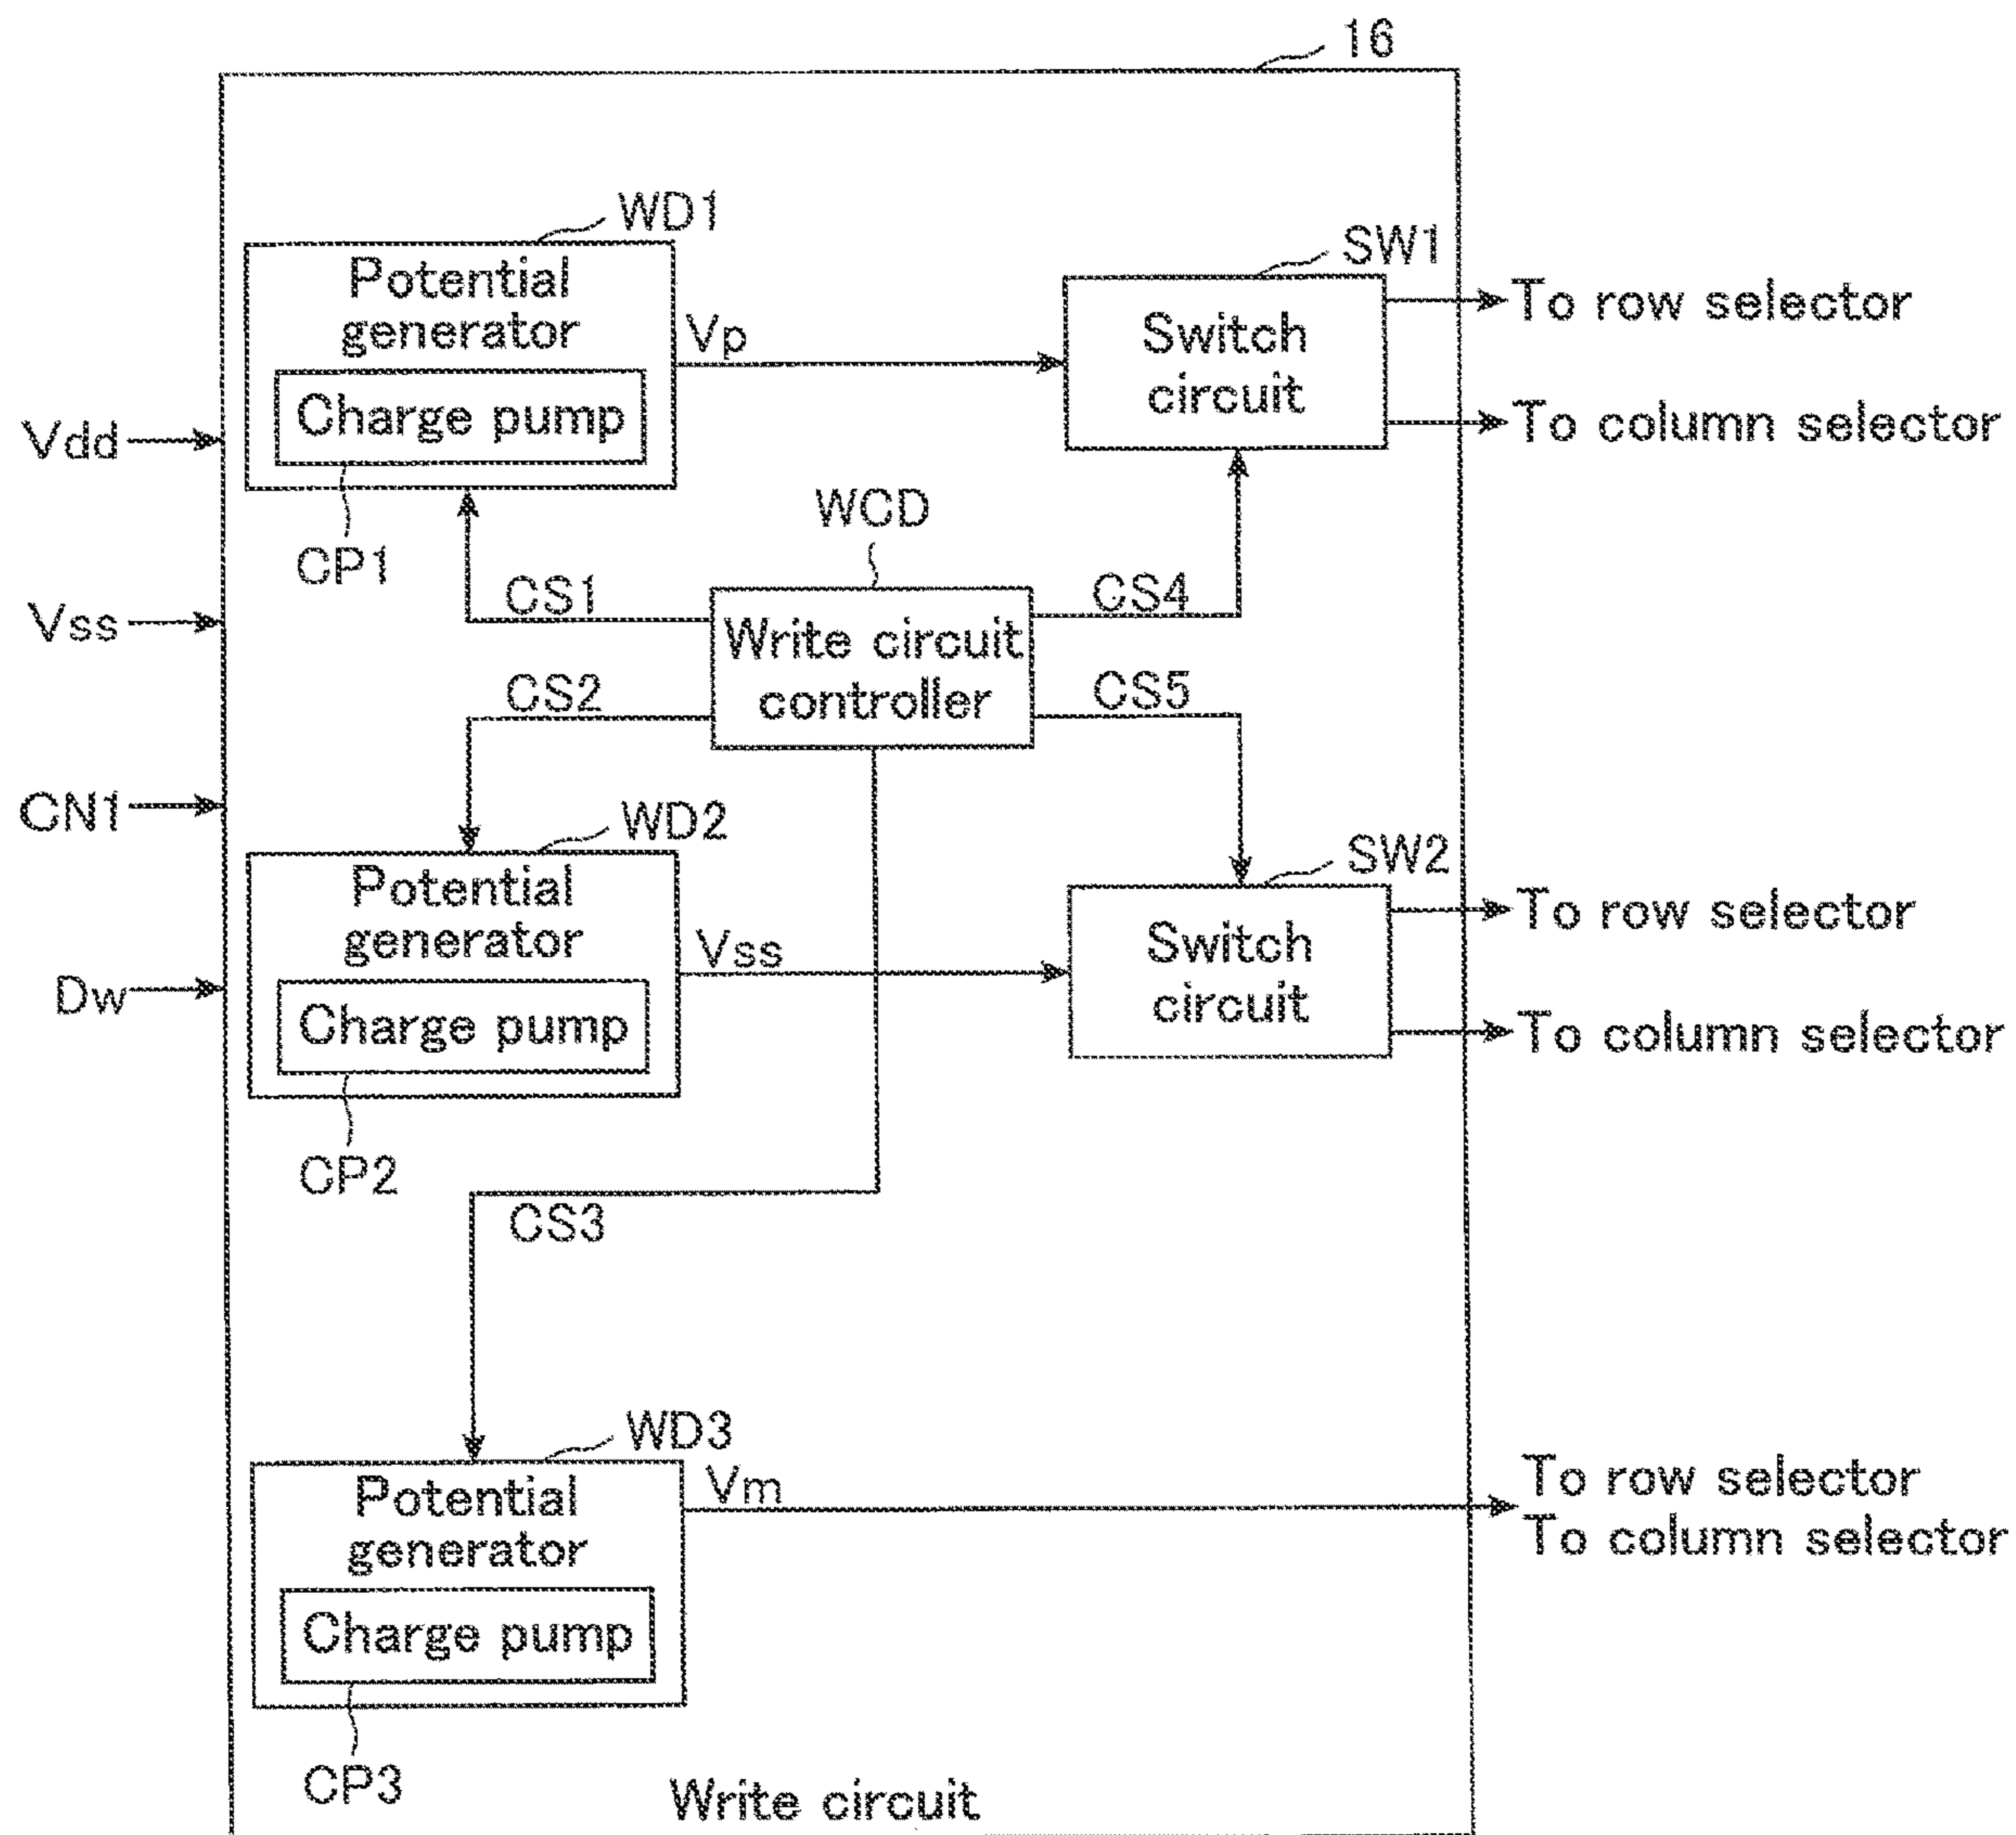 16
WD1
Potential
generator
Charge pump
CP1
Vp
SW1
Switch
circuit
To row selector
To column selector
Vdd
Vss
CN1
Dw
WCD
Write circuit
controller
CS1
CS4
CS2
CS5
WD2
Potential
generator
Charge pump
CP2
Vss
SW2
Switch
circuit
To row selector
To column selector
CS3
WD3
Potential
generator
Charge pump
CP3
Vm
To row selector
To column selector
Write circuit